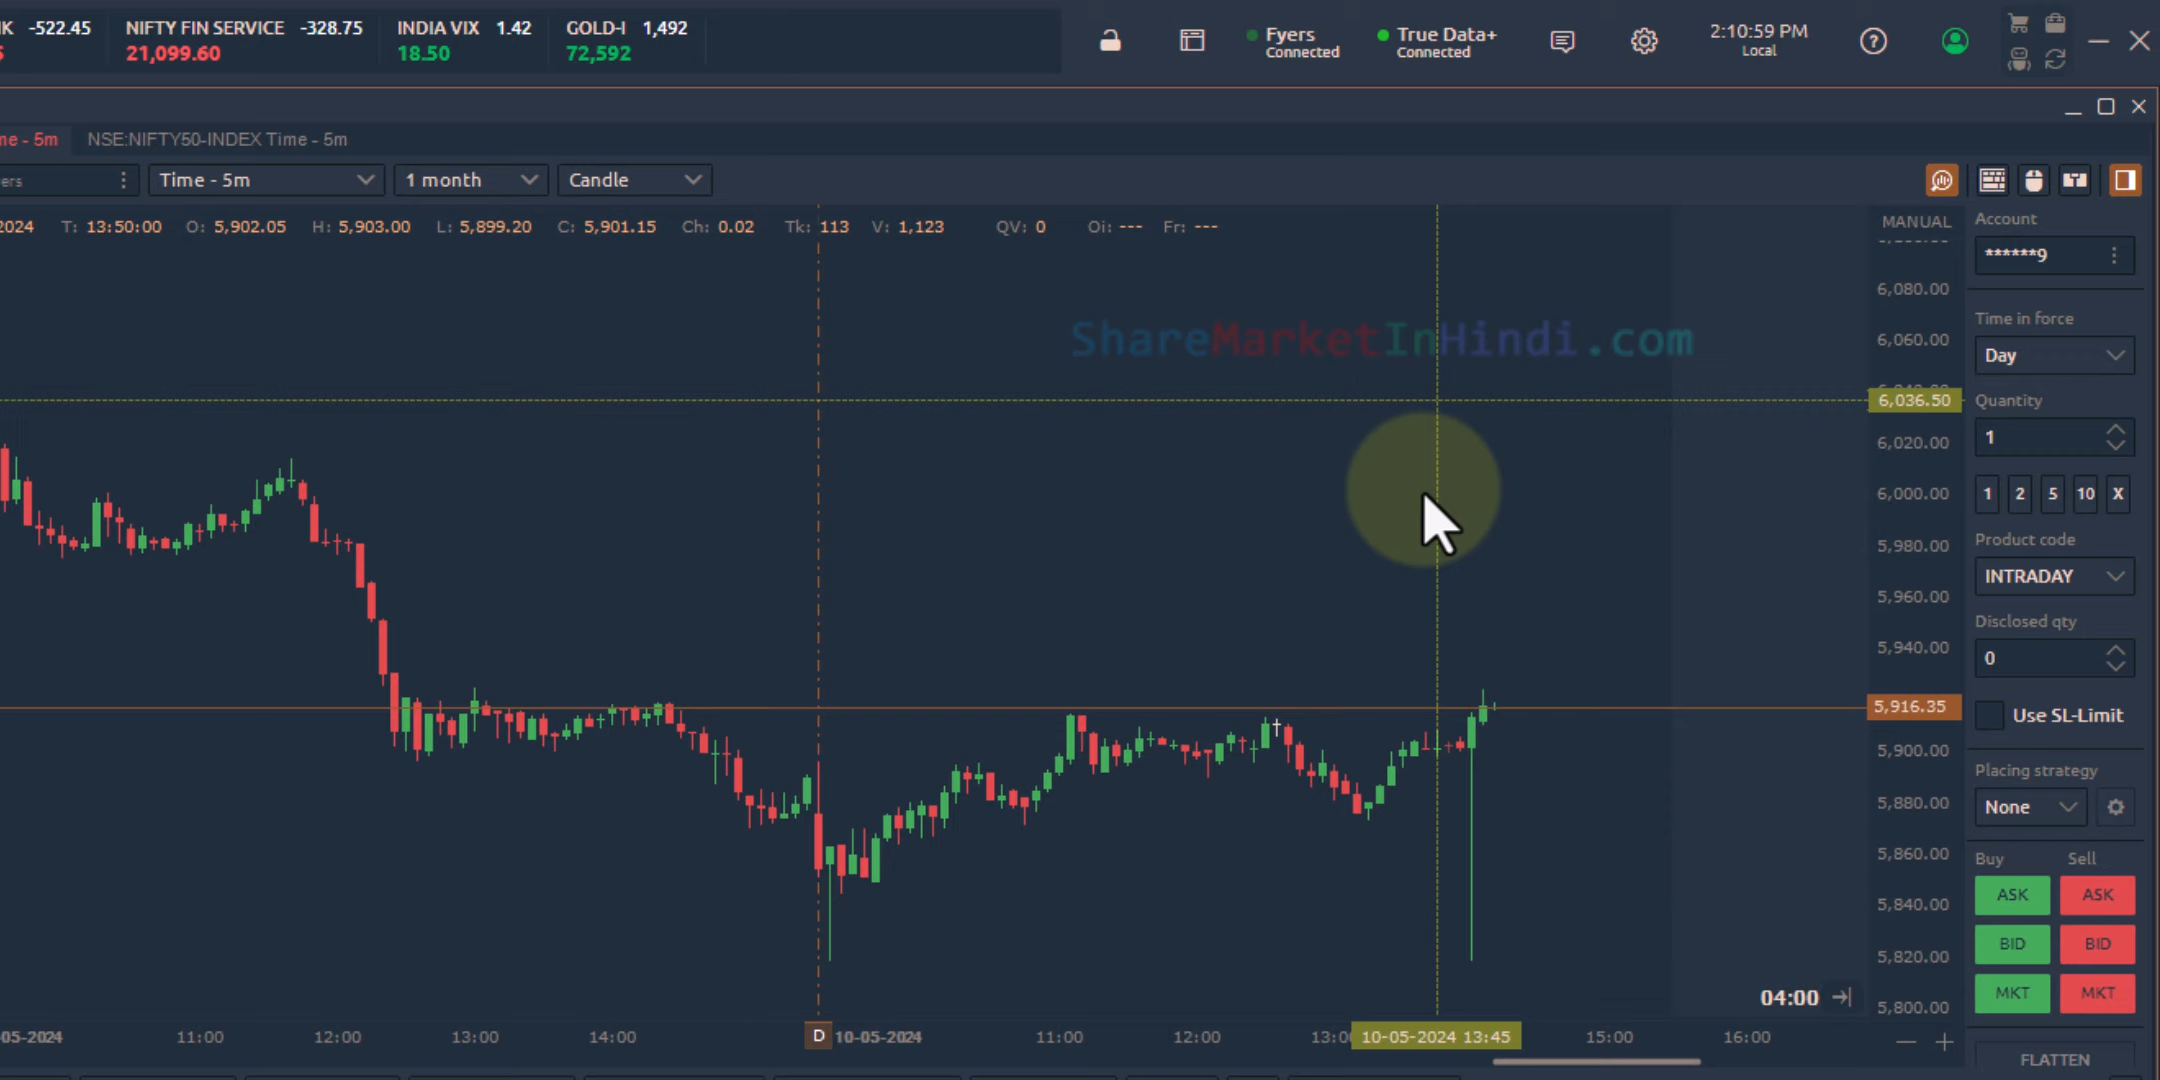 K -522.45
NIFTY FIN SERVICE -328.75
21,099.60
INDIA VIX 1.42
18.50
GOLD-I 1,492
72,592
Fyers
Connected
True Data+
Connected
2:10:59 PM
Local
me - 5m
NSE:NIFTY50-INDEX Time - 5m
ers
Time - 5m
1 month
Candle
2024 T: 13:50:00 O: 5,902.05 H: 5,903.00 L: 5,899.20 C: 5,901.15 Ch: 0.02 Tk: 113 V: 1,123 QV: 0 Oi: --- Fr: ---
ShareMarketInHindi.com
MANUAL
6,080.00
6,060.00
6,036.50
6,020.00
6,000.00
5,980.00
5,960.00
5,940.00
5,916.35
5,900.00
5,880.00
5,860.00
5,840.00
5,820.00
5,800.00
04:00
05-2024 11:00 12:00 13:00 14:00 D 10-05-2024 11:00 12:00 13:0 10-05-2024 13:45 15:00 16:00
Account
******9
Time in force
Day
Quantity
1
1 2 5 10 X
Product code
INTRADAY
Disclosed qty
0
Use SL-Limit
Placing strategy
None
Buy Sell
ASK ASK
BID BID
MKT MKT
FLATTEN